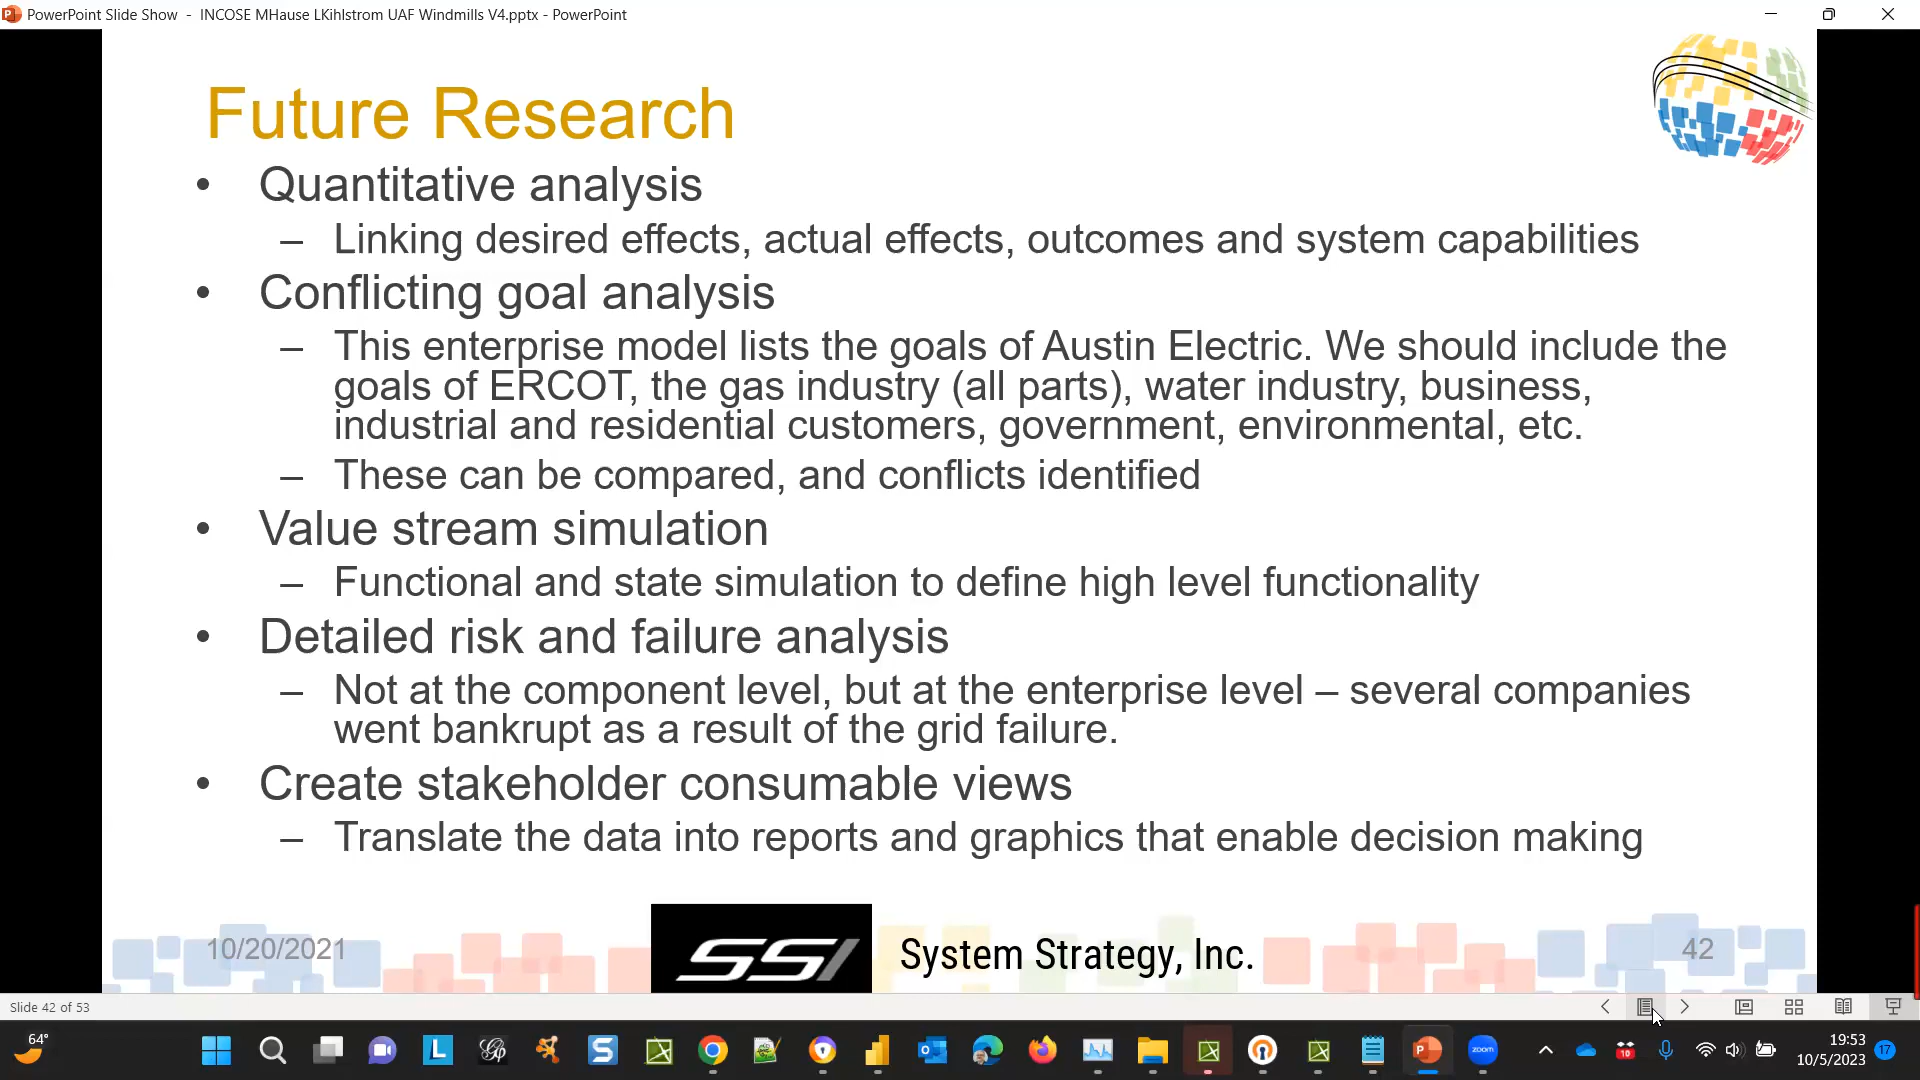 PowerPoint Slide Show - INCOSE MHause LKihlstrom UAF Windmills V4.pptx - PowerPoint
Future Research
• Quantitative analysis
– Linking desired effects, actual effects, outcomes and system capabilities
• Conflicting goal analysis
– This enterprise model lists the goals of Austin Electric. We should include the
goals of ERCOT, the gas industry (all parts), water industry, business,
industrial and residential customers, government, environmental, etc.
– These can be compared, and conflicts identified
• Value stream simulation
– Functional and state simulation to define high level functionality
• Detailed risk and failure analysis
– Not at the component level, but at the enterprise level – several companies
went bankrupt as a result of the grid failure.
• Create stakeholder consumable views
– Translate the data into reports and graphics that enable decision making
10/20/2021
SSI
System Strategy, Inc.
42
Slide 42 of 53
64°
zoom
10
19:53
10/5/2023
17